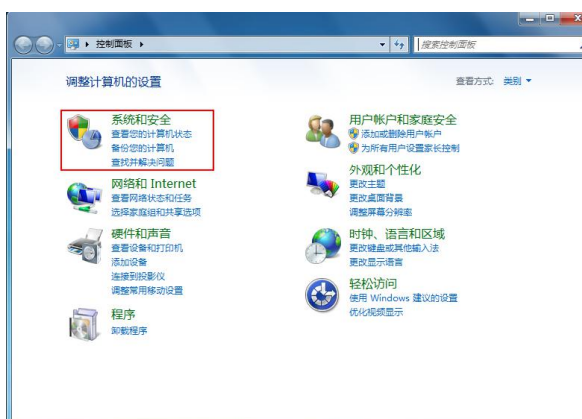 控制面板
搜索控制面板
调整计算机的设置
查看方式: 类别
系统和安全
查看您的计算机状态
备份您的计算机
查找并解决问题
网络和 Internet
查看网络状态和任务
选择家庭组和共享选项
硬件和声音
查看设备和打印机
添加设备
连接到投影仪
调整常用移动设置
程序
卸载程序
用户帐户和家庭安全
添加或删除用户帐户
为所有用户设置家长控制
外观和个性化
更改主题
更改桌面背景
调整屏幕分辨率
时钟、语言和区域
更改键盘或其他输入法
更改显示语言
轻松访问
使用 Windows 建议的设置
优化视频显示